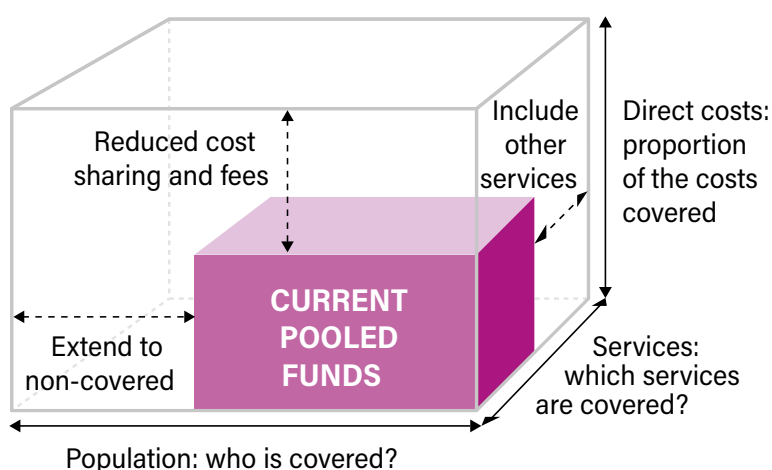 Reduced cost
sharing and fees
Include
other
services
Direct costs:
proportion
of the costs
covered
CURRENT
POOLED
FUNDS
Extend to
non-covered
Services:
which services
are covered?
Population: who is covered?